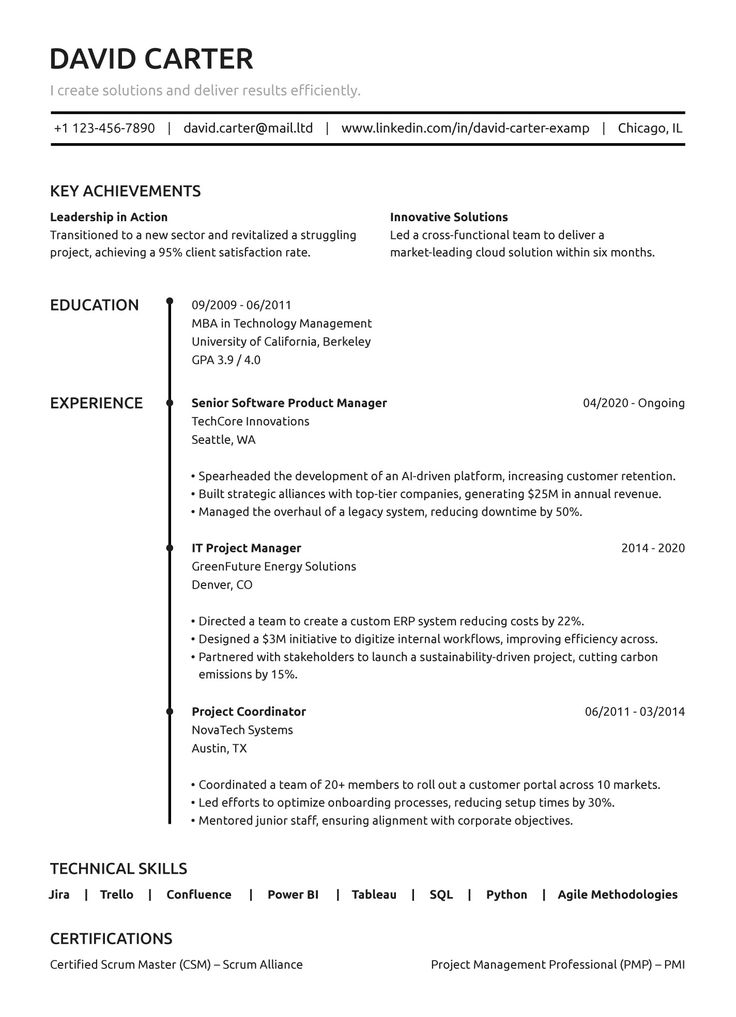 DAVID CARTER
I create solutions and deliver results efficiently.
+1 123-456-7890 | david.carter@mail.ltd | www.linkedin.com/in/david-carter-examp | Chicago, IL
KEY ACHIEVEMENTS
Leadership in Action
Transitioned to a new sector and revitalized a struggling
project, achieving a 95% client satisfaction rate.
Innovative Solutions
Led a cross-functional team to deliver a
market-leading cloud solution within six months.
EDUCATION
09/2009 - 06/2011
MBA in Technology Management
University of California, Berkeley
GPA 3.9 / 4.0
EXPERIENCE
Senior Software Product Manager 04/2020 - Ongoing
TechCore Innovations
Seattle, WA
• Spearheaded the development of an AI-driven platform, increasing customer retention.
• Built strategic alliances with top-tier companies, generating $25M in annual revenue.
• Managed the overhaul of a legacy system, reducing downtime by 50%.
IT Project Manager 2014 - 2020
GreenFuture Energy Solutions
Denver, CO
• Directed a team to create a custom ERP system reducing costs by 22%.
• Designed a $3M initiative to digitize internal workflows, improving efficiency across.
• Partnered with stakeholders to launch a sustainability-driven project, cutting carbon
emissions by 15%.
Project Coordinator 06/2011 - 03/2014
NovaTech Systems
Austin, TX
• Coordinated a team of 20+ members to roll out a customer portal across 10 markets.
• Led efforts to optimize onboarding processes, reducing setup times by 30%.
• Mentored junior staff, ensuring alignment with corporate objectives.
TECHNICAL SKILLS
Jira | Trello | Confluence | Power BI | Tableau | SQL | Python | Agile Methodologies
CERTIFICATIONS
Certified Scrum Master (CSM) – Scrum Alliance
Project Management Professional (PMP) – PMI